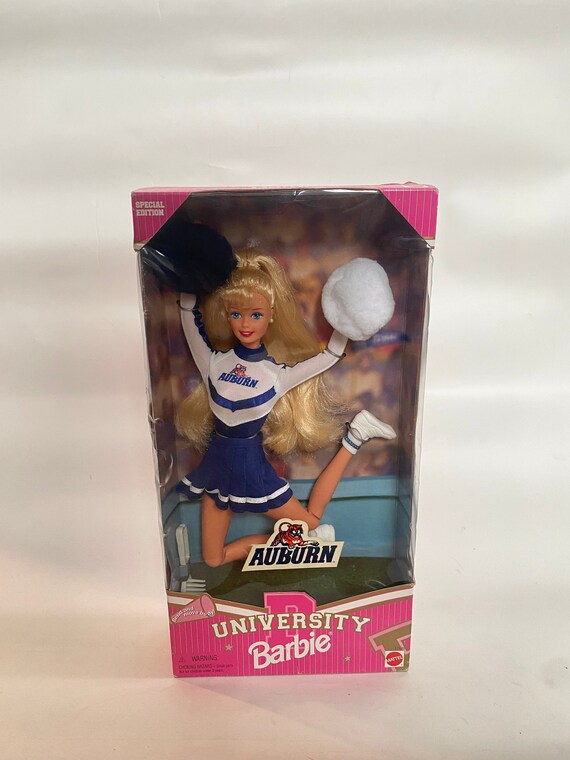 SPECIAL
EDITION
AUBURN
AUBURN
UNIVERSITY
Barbie
WARNING
MATTEL